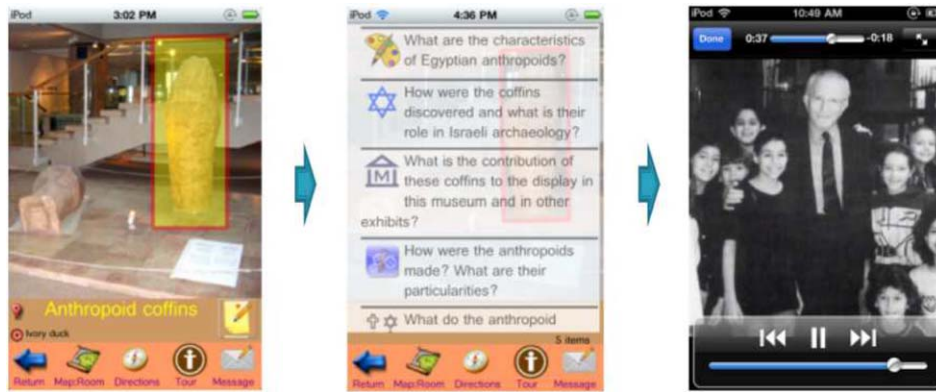 iPod 3:02 PM
Anthropoid coffins
Ivory duck
Return Map:Room Directions Tour Message
iPod 4:36 PM
What are the characteristics
of Egyptian anthropoids?
How were the coffins
discovered and what is their
role in Israeli archaeology?
M
What is the contribution of
these coffins to the display in
this museum and in other
exhibits?
How were the anthropoids
made? What are their
particularities?
What do the anthropoid
5 items
Return Map:Room Directions Tour Message
iPod 10:49 AM
Done 0:37 -0:18